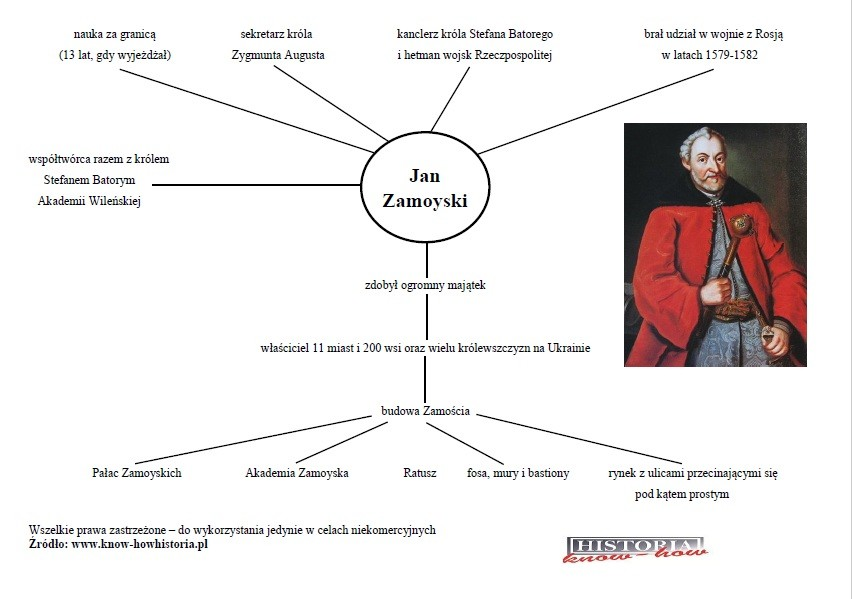 nauka za granicą
(13 lat, gdy wyjeżdżał)
sekretarz króla
Zygmunta Augusta
kanclerz króla Stefana Batorego
i hetman wojsk Rzeczpospolitej
brał udział w wojnie z Rosją
w latach 1579-1582
współtwórca razem z królem
Stefanem Batorym
Akademii Wileńskiej
Jan
Zamoyski
zdobył ogromny majątek
właściciel 11 miast i 200 wsi oraz wielu królewszczyzn na Ukrainie
budowa Zamościa
Pałac Zamoyskich
Akademia Zamoyska
Ratusz
fosa, mury i bastiony
rynek z ulicami przecinającymi się
pod kątem prostym
Wszelkie prawa zastrzeżone – do wykorzystania jedynie w celach niekomercyjnych
Źródło: www.know-howhistoria.pl
HISTORIA
know-how